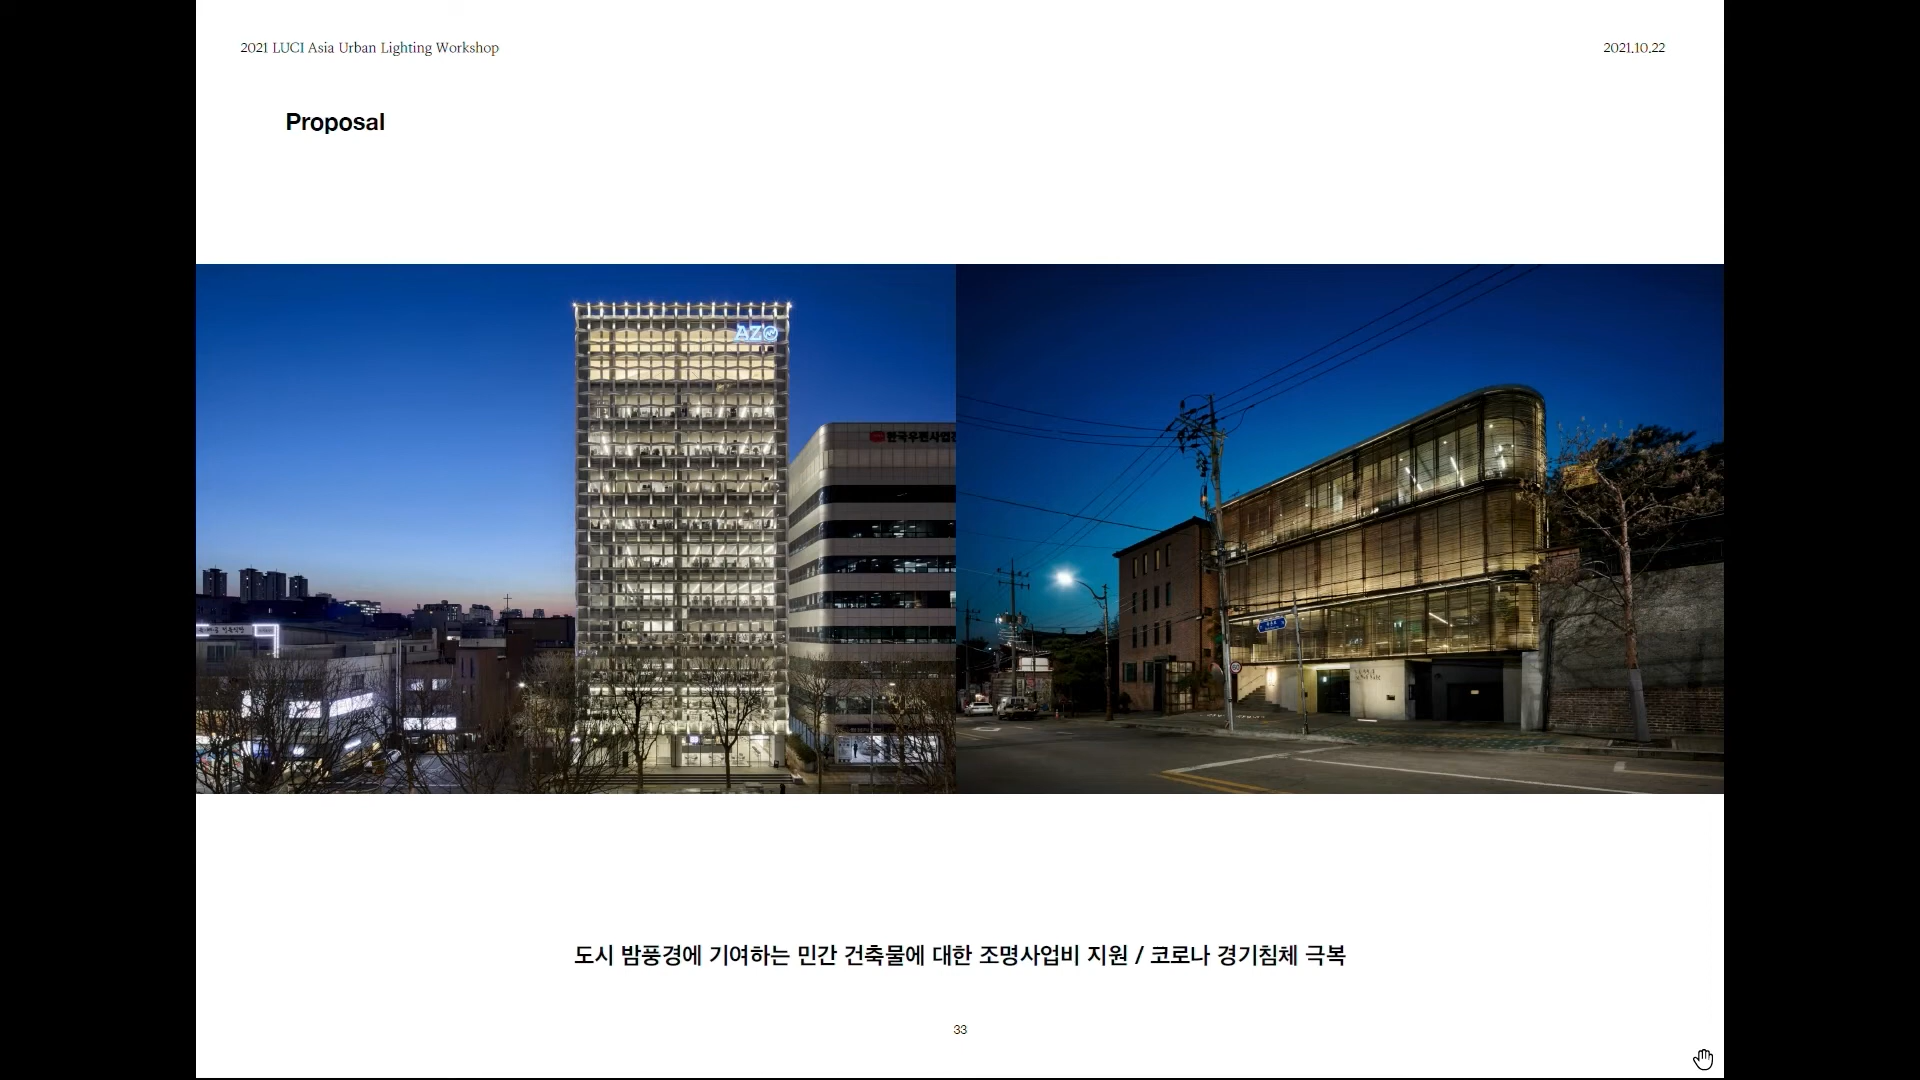 2021 LUCI Asia Urban Lighting Workshop
2021.10.22
Proposal
AZ
한국우편사업진
도시 밤풍경에 기여하는 민간 건축물에 대한 조명사업비 지원 / 코로나 경기침체 극복
33